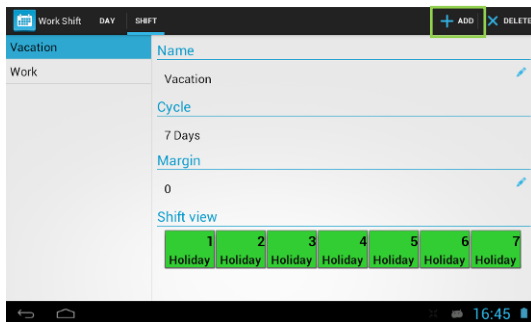 Work Shift DAY SHIFT ADD DELETE
Vacation
Work
Name
Vacation
Cycle
7 Days
Margin
0
Shift view
1 2 3 4 5 6 7
Holiday Holiday Holiday Holiday Holiday Holiday Holiday
16:45